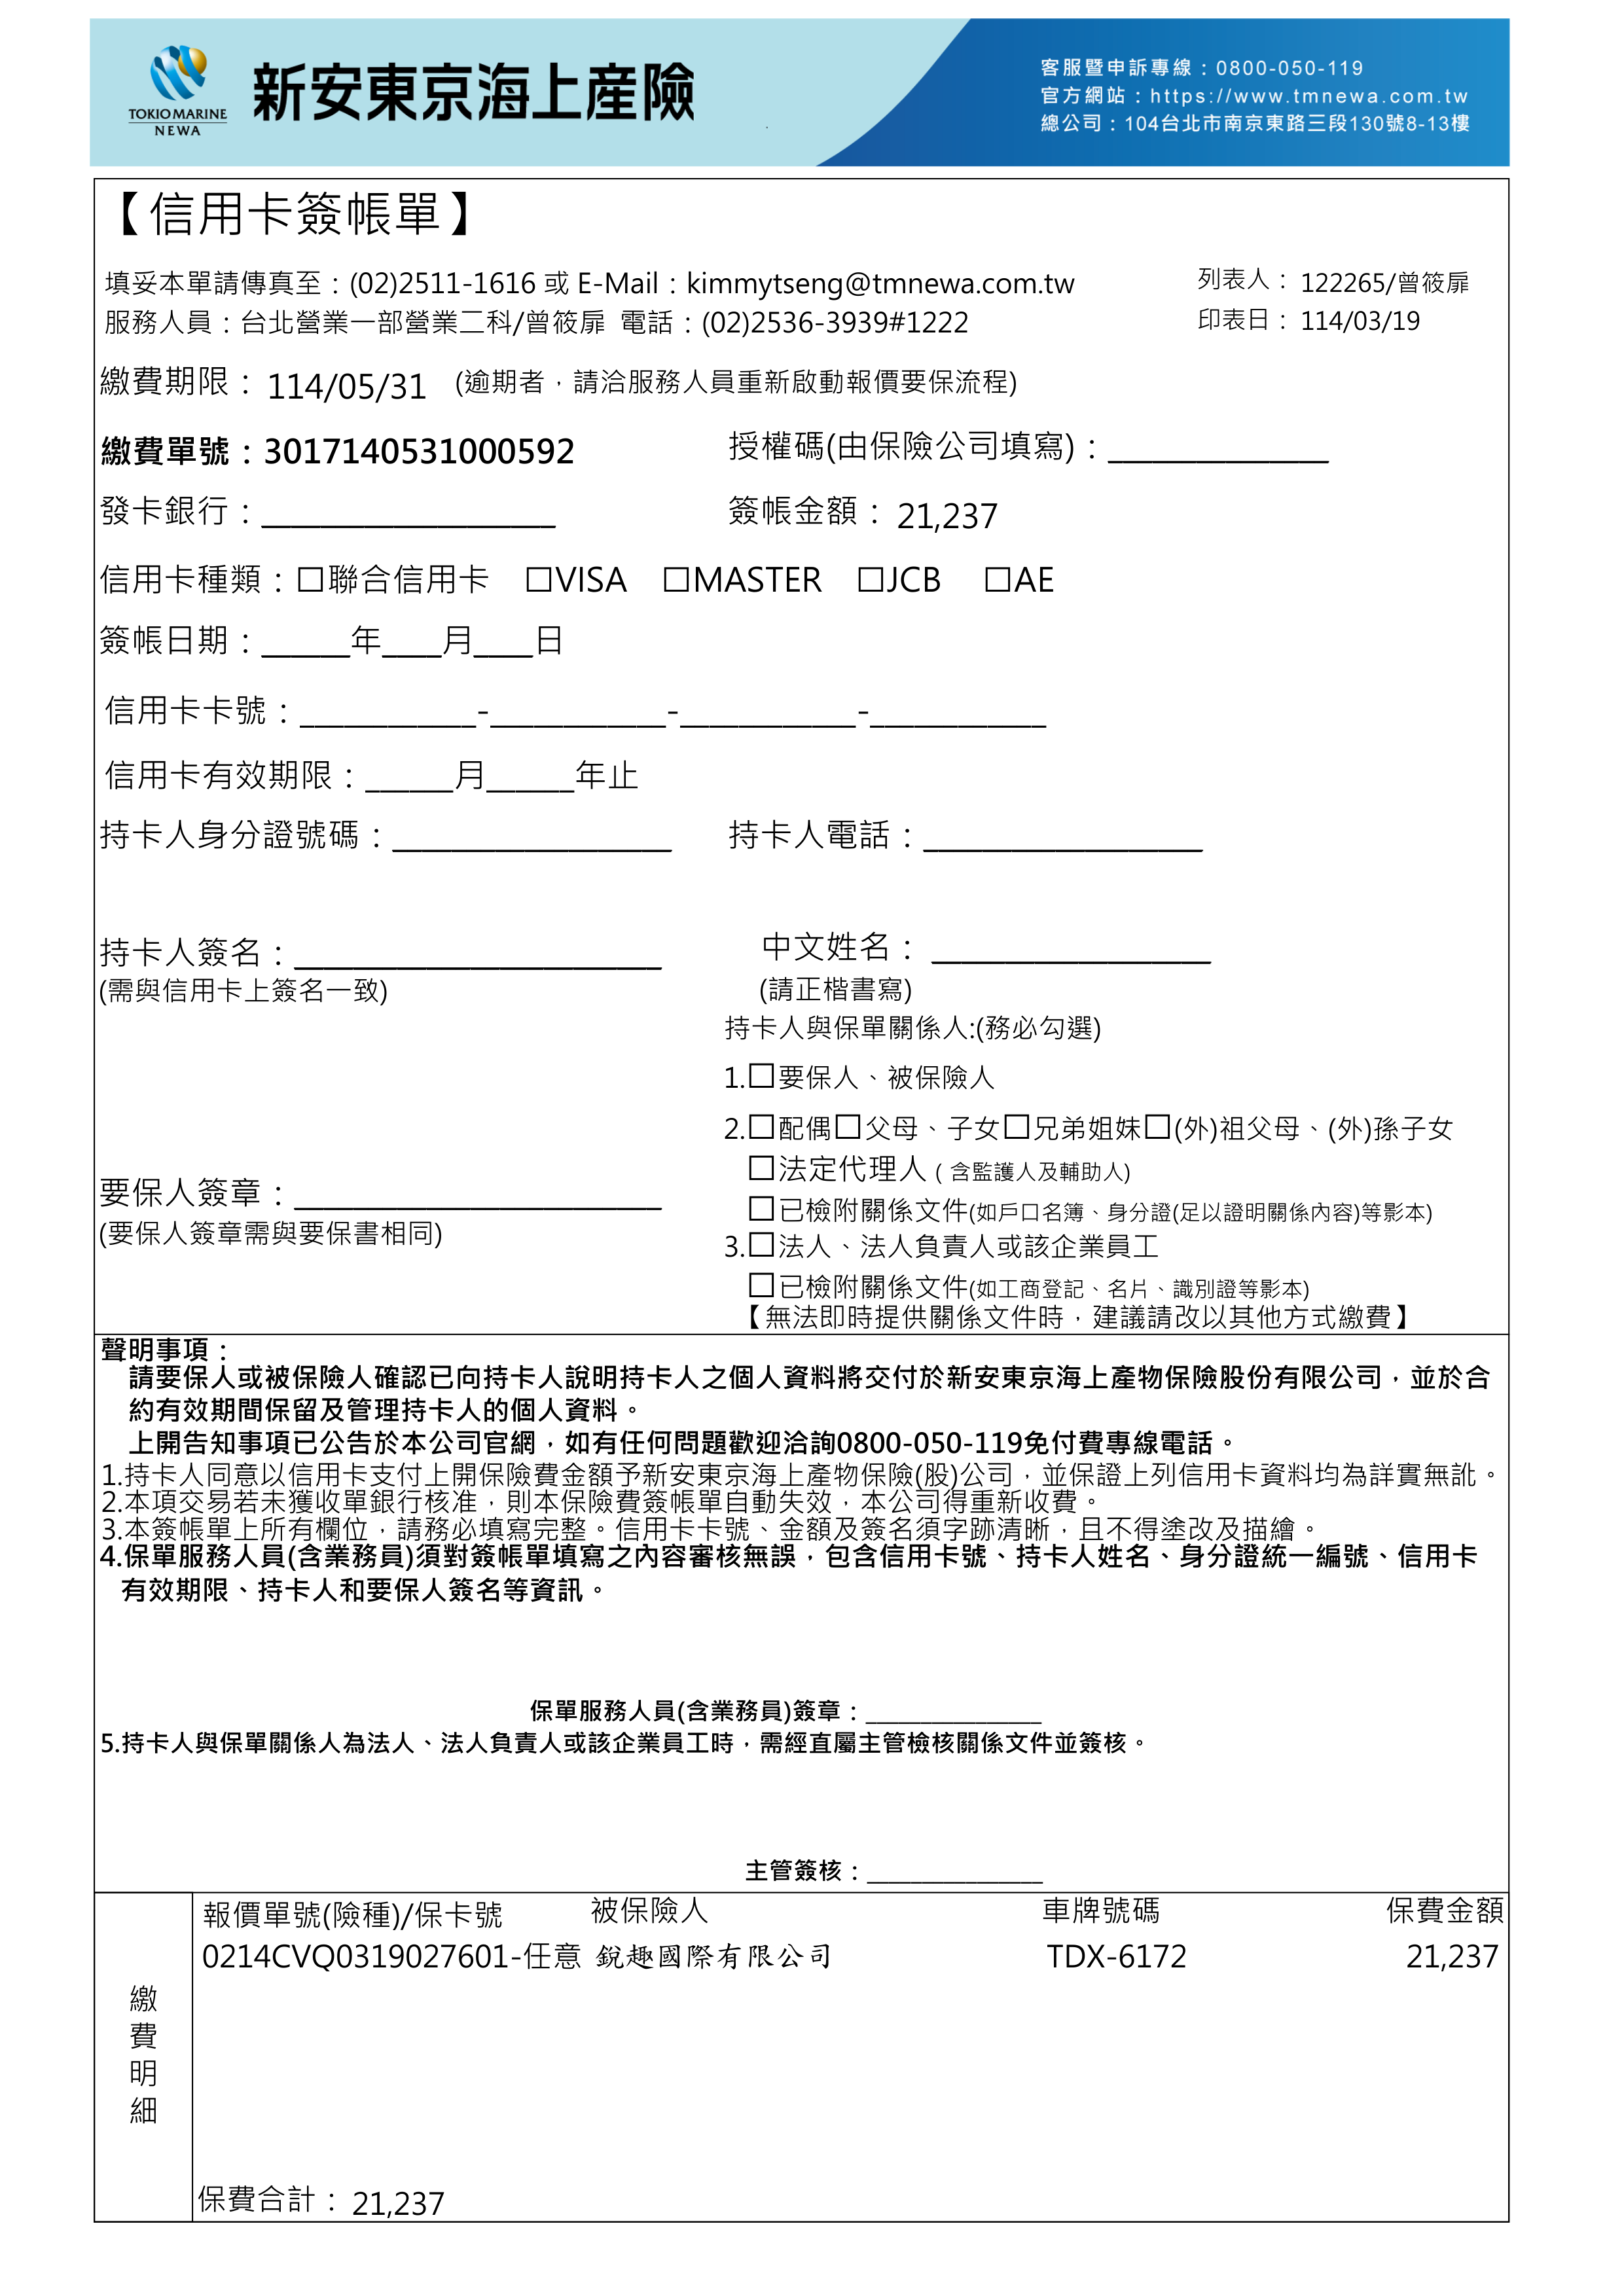 TOKIO MARINE
NEWA
新安東京海上産險
客服暨申訴專線：0800-050-119
官方網站：https://www.tmnewa.com.tw
總公司：104台北市南京東路三段130號8-13樓
【信用卡簽帳單】
填妥本單請傳真至：(02)2511-1616 或 E-Mail：kimmytseng@tmnewa.com.tw
列表人： 122265/曾筱扉
服務人員：台北營業一部營業二科/曾筱扉 電話：(02)2536-3939#1222
印表日： 114/03/19
繳費期限： 114/05/31 (逾期者，請洽服務人員重新啟動報價要保流程)
繳費單號：3017140531000592 授權碼(由保險公司填寫)：_______________
發卡銀行：____________________ 簽帳金額： 21,237
信用卡種類：□聯合信用卡 □VISA □MASTER □JCB □AE
簽帳日期：______年____月____日
信用卡卡號：____________-____________-____________-____________
信用卡有效期限：______月______年止
持卡人身分證號碼：___________________ 持卡人電話：___________________
持卡人簽名：_________________________ 中文姓名：___________________
(需與信用卡上簽名一致) (請正楷書寫)
持卡人與保單關係人:(務必勾選)
1.□要保人、被保險人
2.□配偶□父母、子女□兄弟姐妹□(外)祖父母、(外)孫子女
□法定代理人 ( 含監護人及輔助人)
要保人簽章：_________________________
□已檢附關係文件(如戶口名簿、身分證(足以證明關係內容)等影本)
(要保人簽章需與要保書相同)
3.□法人、法人負責人或該企業員工
□已檢附關係文件(如工商登記、名片、識別證等影本)
【無法即時提供關係文件時，建議請改以其他方式繳費】
聲明事項：
請要保人或被保險人確認已向持卡人說明持卡人之個人資料將交付於新安東京海上產物保險股份有限公司，並於合
約有效期間保留及管理持卡人的個人資料。
上開告知事項已公告於本公司官網，如有任何問題歡迎洽詢0800-050-119免付費專線電話。
1.持卡人同意以信用卡支付上開保險費金額予新安東京海上產物保險(股)公司，並保證上列信用卡資料均為詳實無訛。
2.本項交易若未獲收單銀行核准，則本保險費簽帳單自動失效，本公司得重新收費。
3.本簽帳單上所有欄位，請務必填寫完整。信用卡卡號、金額及簽名須字跡清晰，且不得塗改及描繪。
4.保單服務人員(含業務員)須對簽帳單填寫之內容審核無誤，包含信用卡號、持卡人姓名、身分證統一編號、信用卡
有效期限、持卡人和要保人簽名等資訊。
保單服務人員(含業務員)簽章：________________
5.持卡人與保單關係人為法人、法人負責人或該企業員工時，需經直屬主管檢核關係文件並簽核。
主管簽核：________________
繳費明細
報價單號(險種)/保卡號 被保險人 車牌號碼 保費金額
0214CVQ0319027601-任意 銳趣國際有限公司 TDX-6172 21,237
保費合計： 21,237